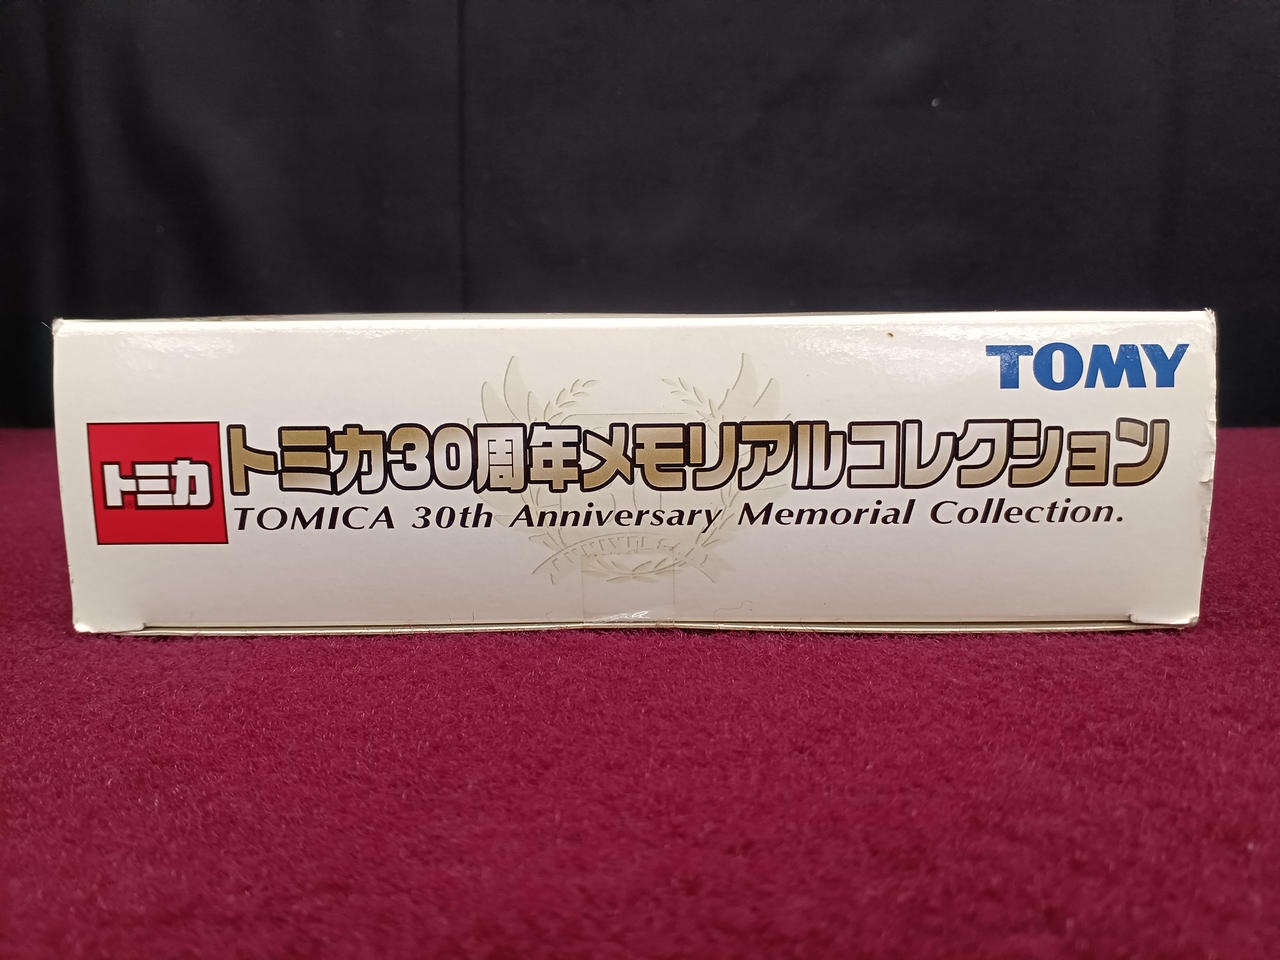 TOMY
トミカ
トミカ30周年メモリアルコレクション
TOMICA 30th Anniversary Memorial Collection.